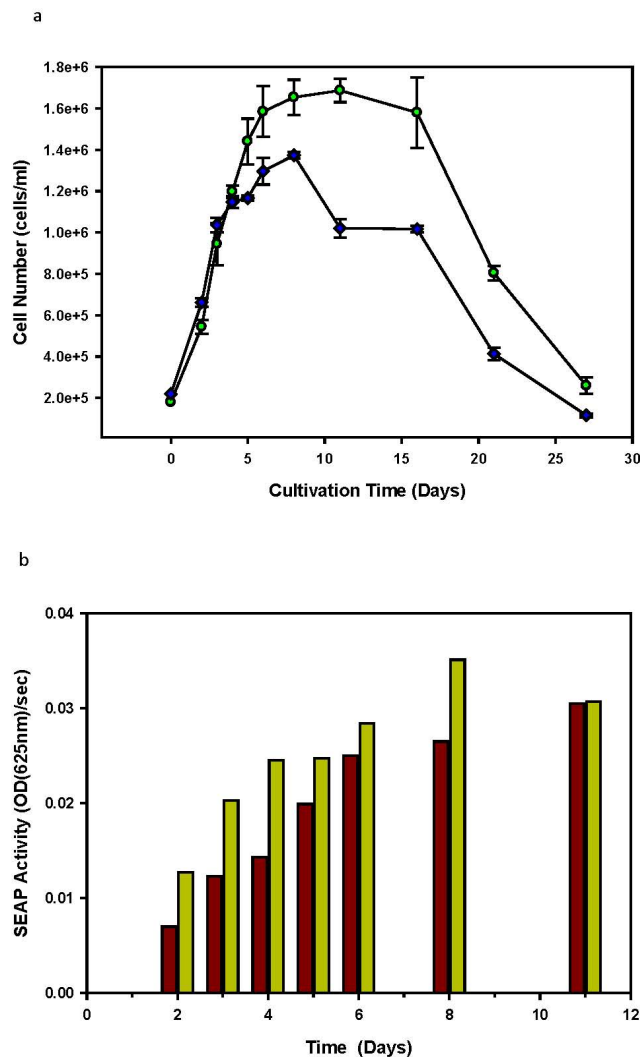 a
1.8e+6
1.6e+6
1.4e+6
1.2e+6
1.0e+6
8.0e+5
6.0e+5
4.0e+5
2.0e+5
Cell Number (cells/ml)
0 5 10 15 20 25 30
Cultivation Time (Days)
b
0.04
0.03
0.02
0.01
0.00
SEAP Activity (OD(625nm)/sec)
0 2 4 6 8 10 12
Time (Days)